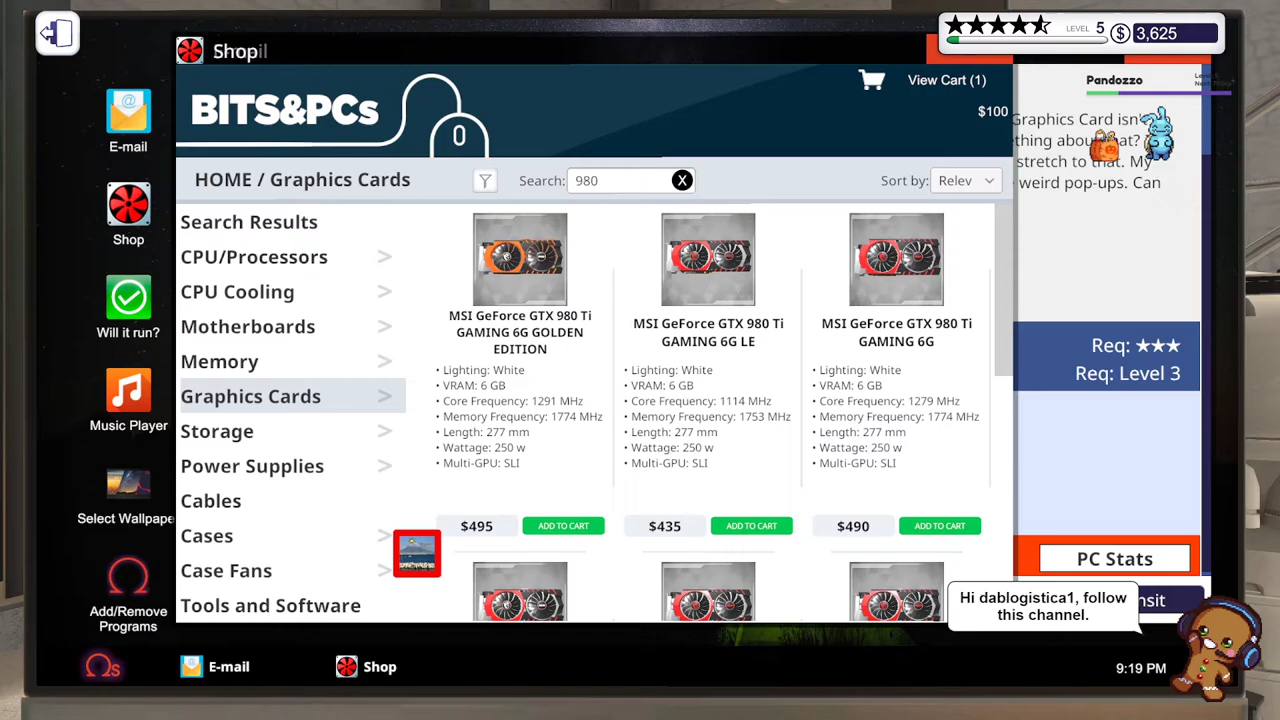 LEVEL 5
$ 3,625
Shop
BITS&PCs
View Cart (1)
$100
Pandozzo
HOME / Graphics Cards
Search:
980
X
Sort by:
Relev
Search Results
CPU/Processors
CPU Cooling
Motherboards
Memory
Graphics Cards
Storage
Power Supplies
Cables
Cases
Case Fans
Tools and Software
E-mail
Shop
Will it run?
Music Player
Select Wallpape
Add/Remove
Programs
MSI GeForce GTX 980 Ti
GAMING 6G GOLDEN
EDITION
• Lighting: White
• VRAM: 6 GB
• Core Frequency: 1291 MHz
• Memory Frequency: 1774 MHz
• Length: 277 mm
• Wattage: 250 w
• Multi-GPU: SLI
$495
ADD TO CART
MSI GeForce GTX 980 Ti
GAMING 6G LE
• Lighting: White
• VRAM: 6 GB
• Core Frequency: 1114 MHz
• Memory Frequency: 1753 MHz
• Length: 277 mm
• Wattage: 250 w
• Multi-GPU: SLI
$435
ADD TO CART
MSI GeForce GTX 980 Ti
GAMING 6G
• Lighting: White
• VRAM: 6 GB
• Core Frequency: 1279 MHz
• Memory Frequency: 1774 MHz
• Length: 277 mm
• Wattage: 250 w
• Multi-GPU: SLI
$490
ADD TO CART
Graphics Card isn'
ething about that?
stretch to that. My
weird pop-ups. Can
Req: ★★★
Req: Level 3
PC Stats
nsit
Hi dablogistica1, follow
this channel.
Ωs
E-mail
Shop
9:19 PM